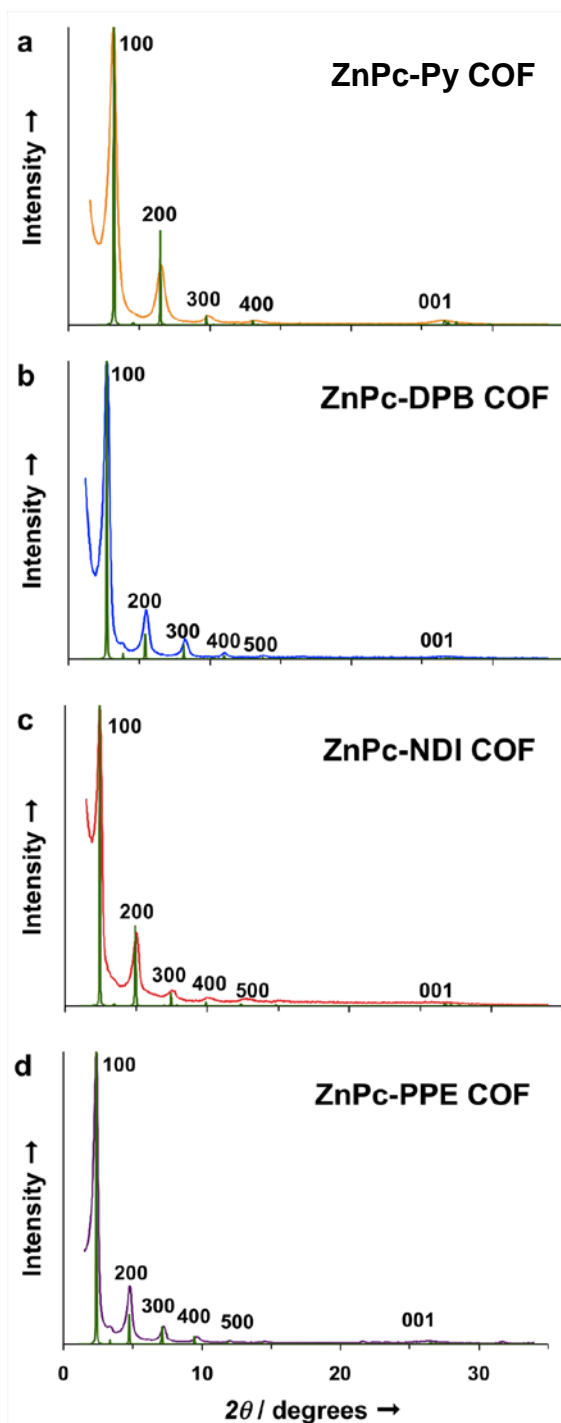 a
100
ZnPc-Py COF
Intensity →
200
300
400
001
b
100
ZnPc-DPB COF
Intensity →
200
300
400
500
001
c
100
ZnPc-NDI COF
Intensity →
200
300
400
500
001
d
100
ZnPc-PPE COF
Intensity →
200
300
400
500
001
0 10 20 30
2θ / degrees →